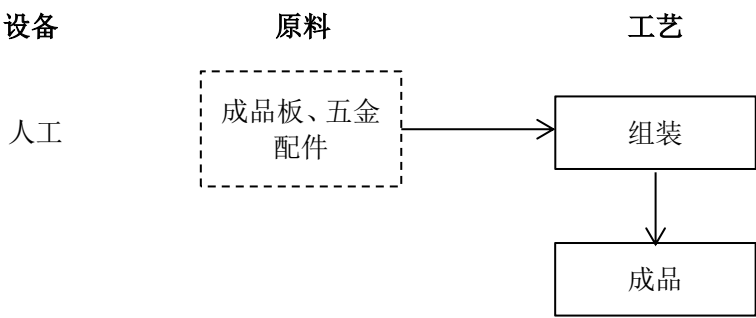 设备 原料 工艺
人工
成品板、五金
配件
组装
成品